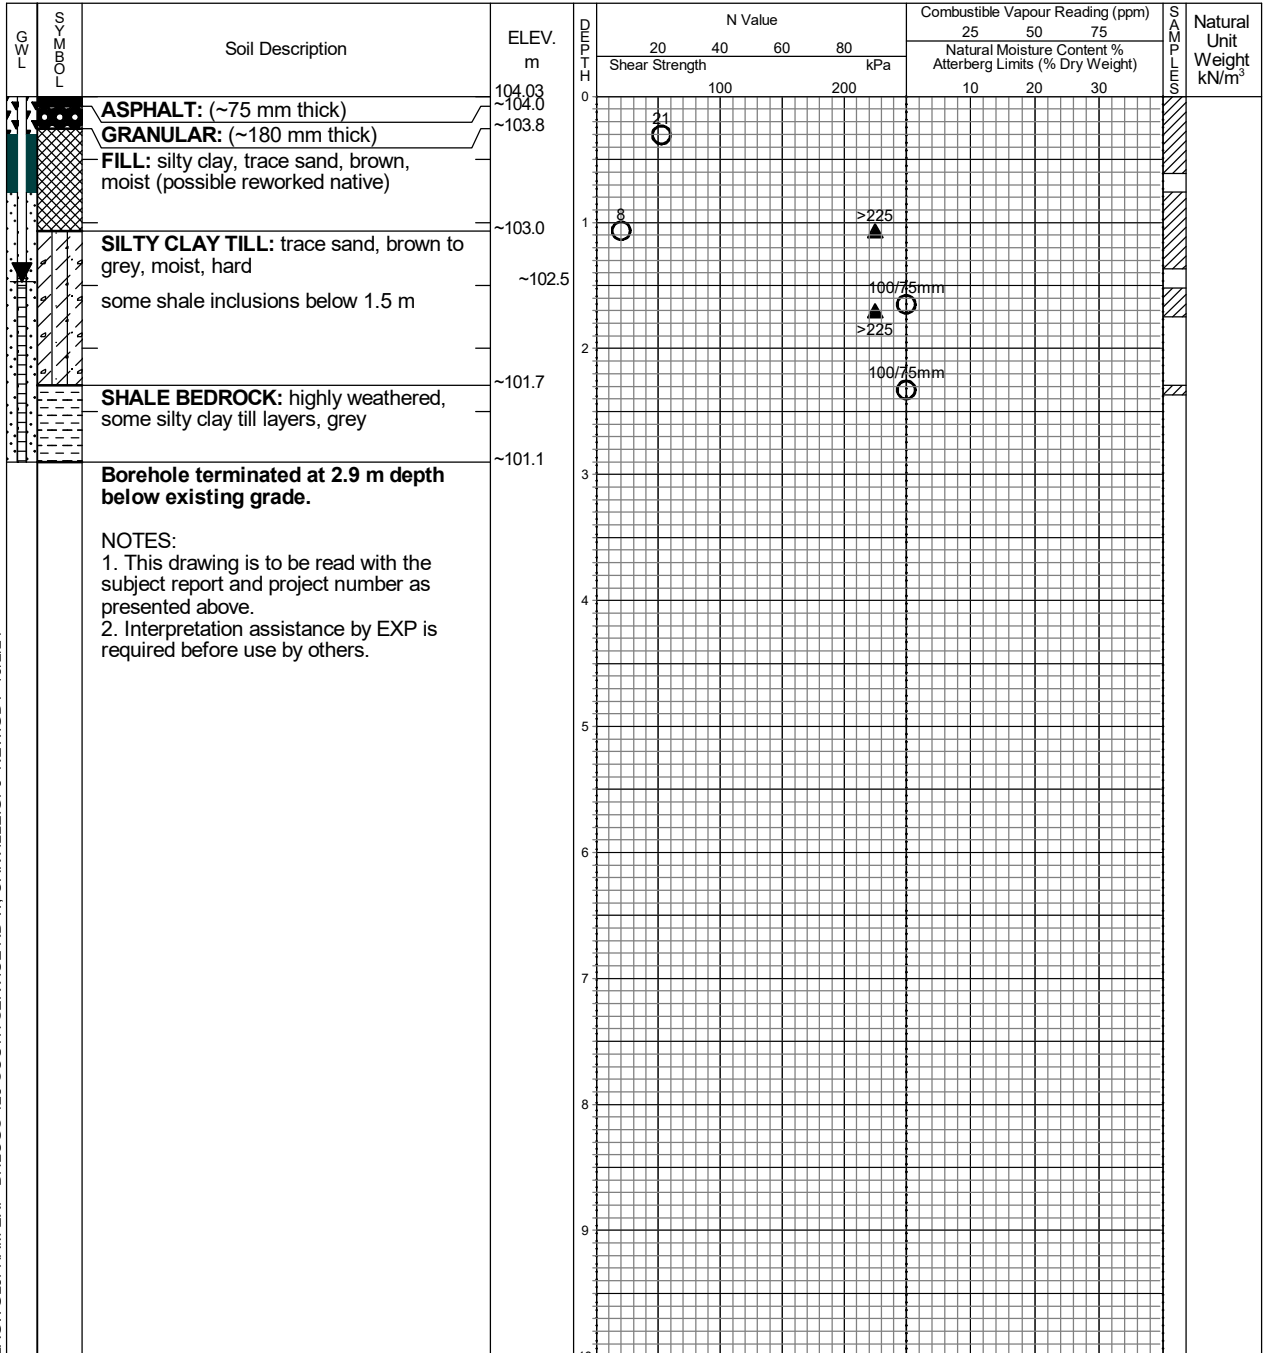 GWL
SYMBOL
Soil Description
ELEV.
m
DEPTH
N Value
20 40 60 80
Shear Strength kPa
100 200
Combustible Vapour Reading (ppm)
25 50 75
Natural Moisture Content %
Atterberg Limits (% Dry Weight)
10 20 30
SAMPLES
Natural
Unit
Weight
kN/m³
104.03
ASPHALT: (~75 mm thick)
~104.0
GRANULAR: (~180 mm thick)
~103.8
FILL: silty clay, trace sand, brown,
moist (possible reworked native)
~103.0
SILTY CLAY TILL: trace sand, brown to
grey, moist, hard
~102.5
some shale inclusions below 1.5 m
~101.7
SHALE BEDROCK: highly weathered,
some silty clay till layers, grey
~101.1
Borehole terminated at 2.9 m depth
below existing grade.
NOTES:
1. This drawing is to be read with the
subject report and project number as
presented above.
2. Interpretation assistance by EXP is
required before use by others.
0
21
1
8
>225
100/75mm
>225
2
100/75mm
3
4
5
6
7
8
9